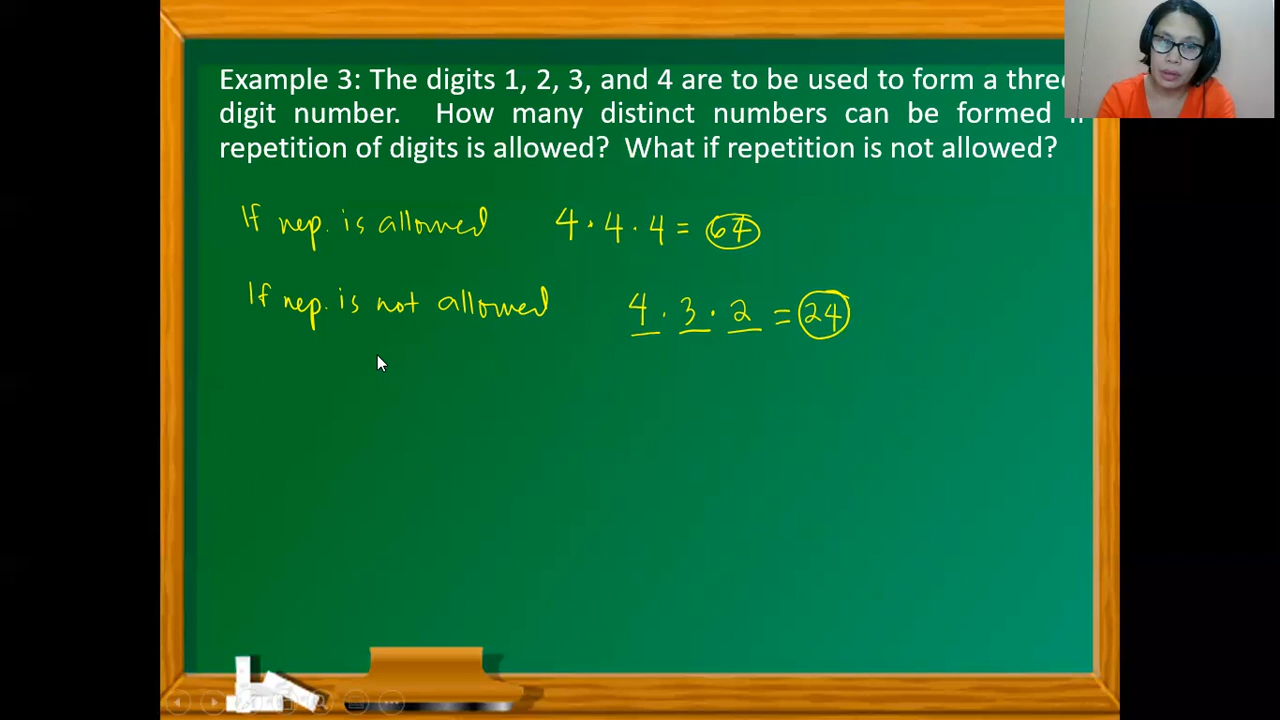 Example 3: The digits 1, 2, 3, and 4 are to be used to form a three
digit number. How many distinct numbers can be formed
repetition of digits is allowed? What if repetition is not allowed?
If rep. is allowed 4 · 4 · 4 = 64
If rep. is not allowed 4 · 3 · 2 = 24